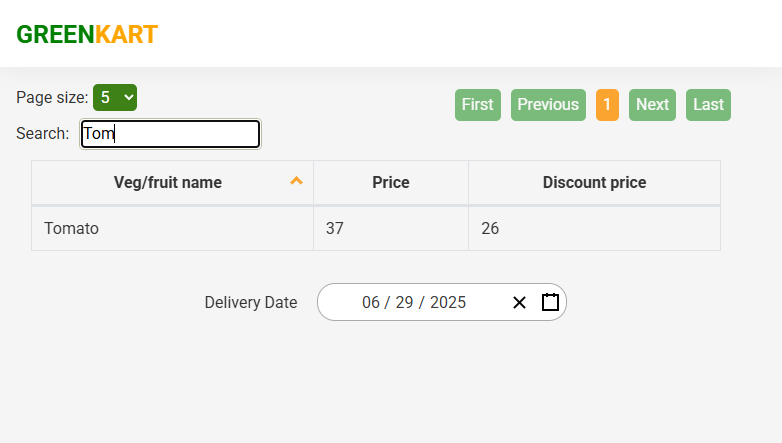 GREENKART
Page size: 5
First Previous 1 Next Last
Search: Tom
Veg/fruit name Price Discount price
Tomato 37 26
Delivery Date 06 / 29 / 2025